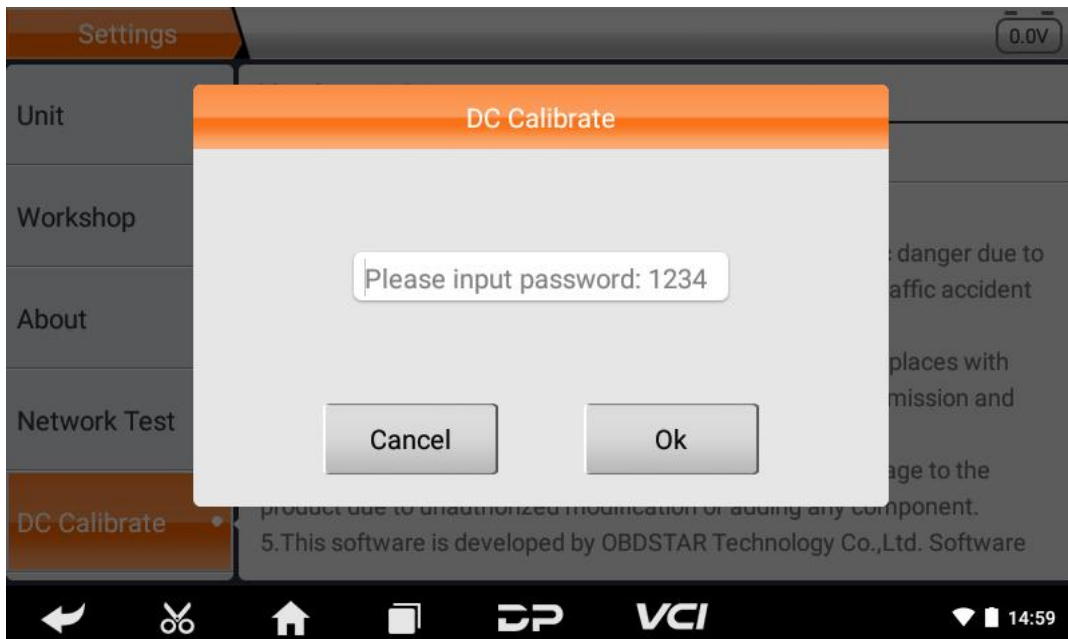 Settings
0.0V
Unit
Workshop
About
Network Test
DC Calibrate
DC Calibrate
Please input password: 1234
Cancel
Ok
danger due to
affic accident
places with
mission and
age to the
product due to unauthorized modification or adding any component.
5.This software is developed by OBDSTAR Technology Co.,Ltd. Software
DP
VCI
14:59